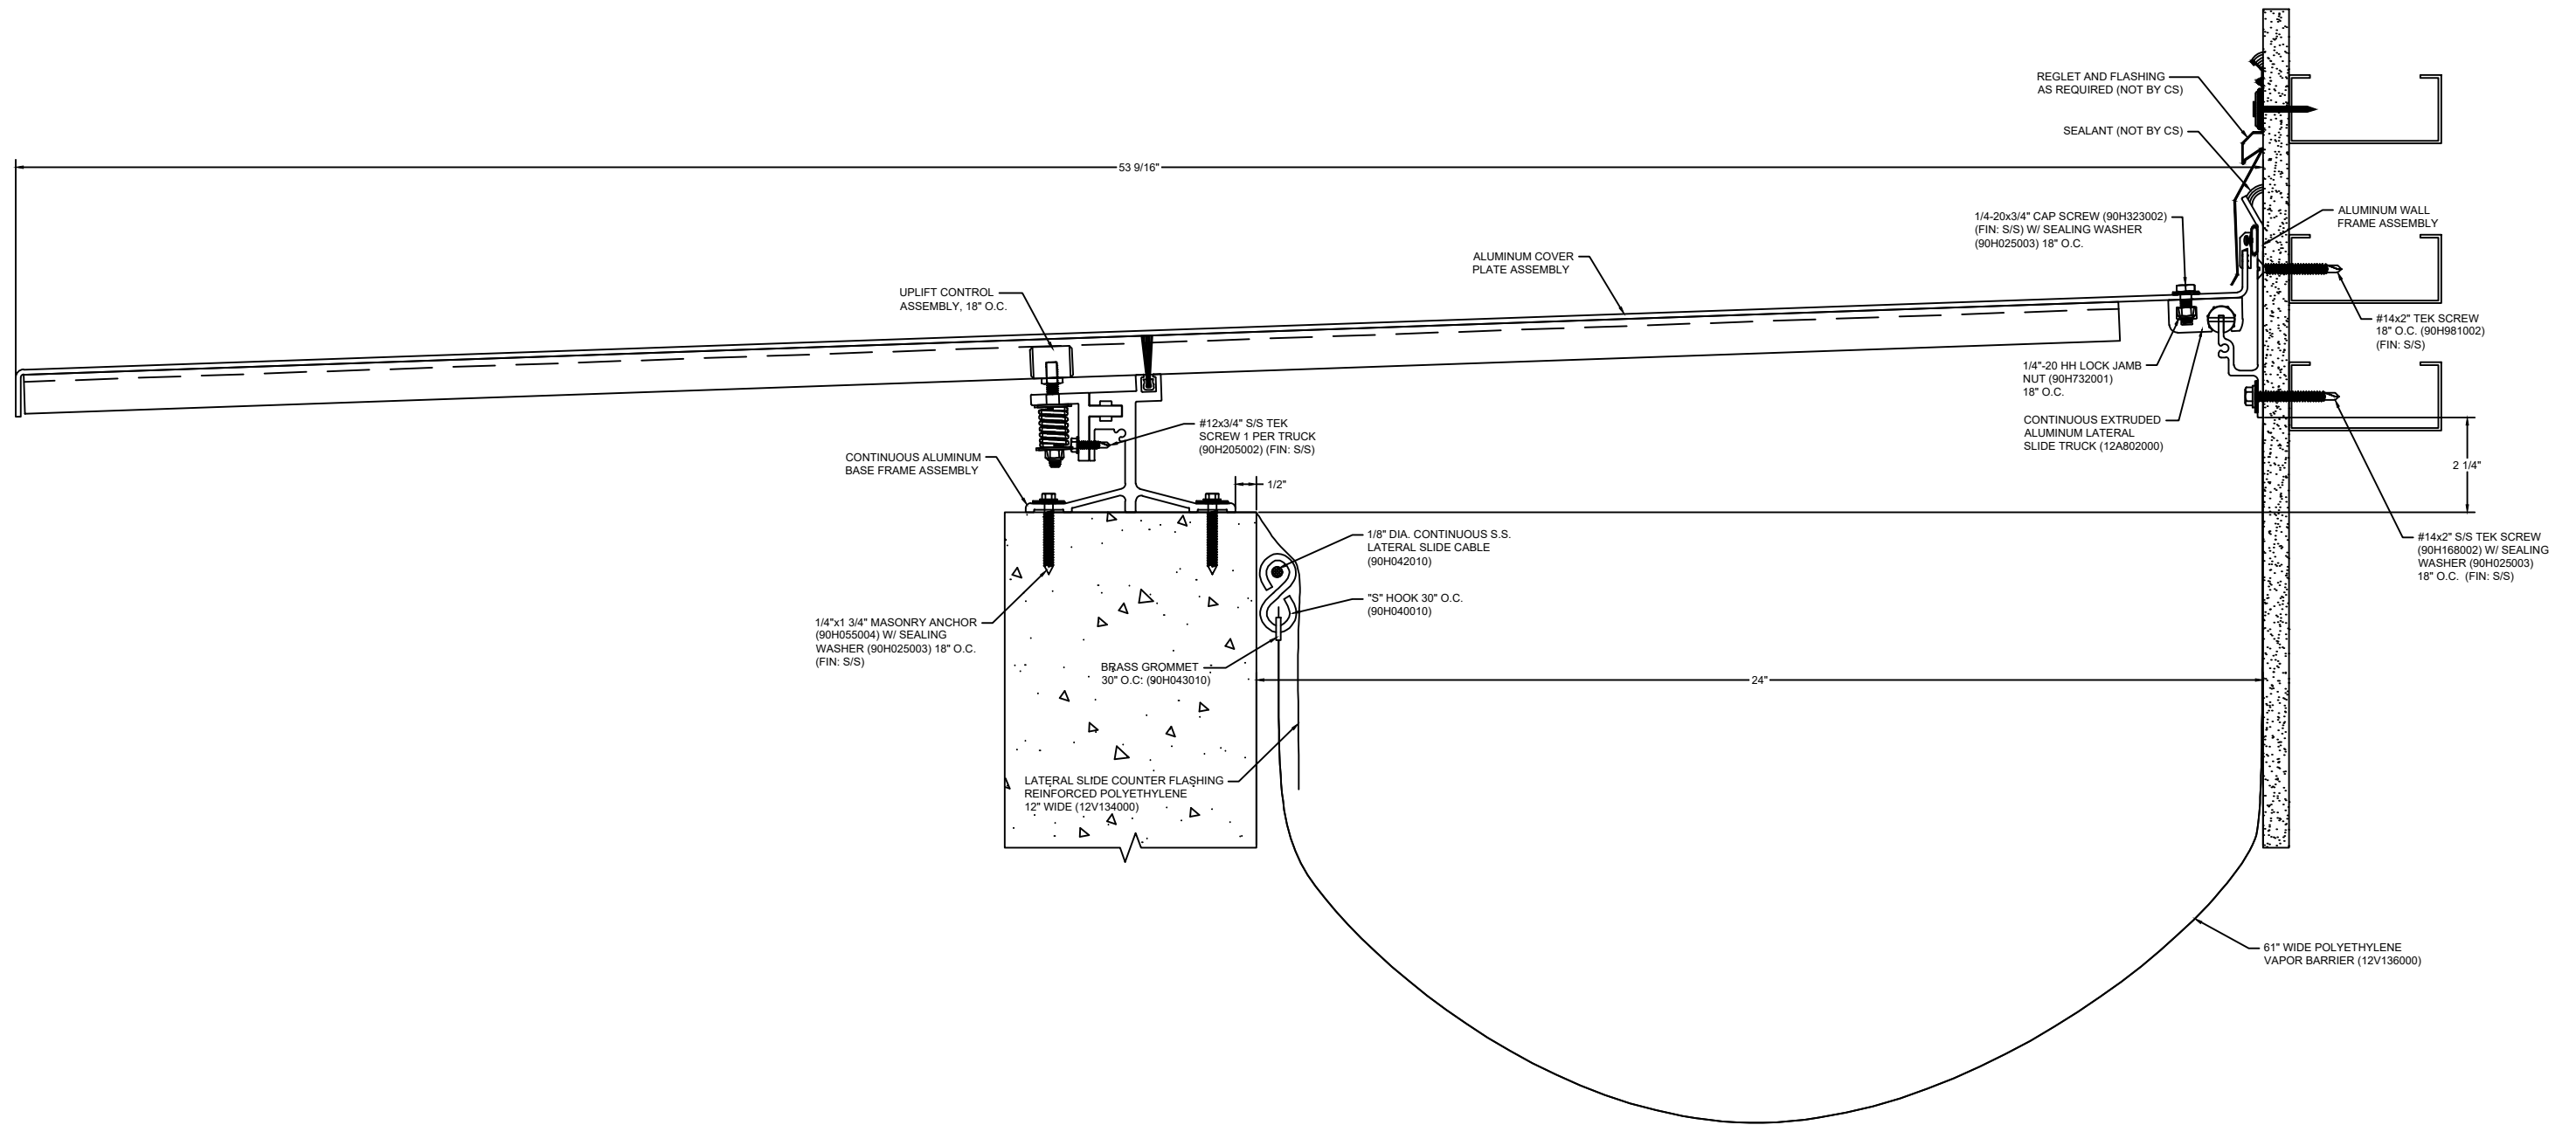 REGLET AND FLASHING
AS REQUIRED (NOT BY CS)
SEALANT (NOT BY CS)
53 9/16"
1/4-20x3/4" CAP SCREW (90H323002)
(FIN: S/S) W/ SEALING WASHER
(90H025003) 18" O.C.
ALUMINUM WALL
FRAME ASSEMBLY
ALUMINUM COVER
PLATE ASSEMBLY
UPLIFT CONTROL
ASSEMBLY, 18" O.C.
#14x2" TEK SCREW
18" O.C. (90H981002)
(FIN: S/S)
1/4"-20 HH LOCK JAMB
NUT (90H732001)
18" O.C.
CONTINUOUS EXTRUDED
ALUMINUM LATERAL
SLIDE TRUCK (12A802000)
#12x3/4" S/S TEK
SCREW 1 PER TRUCK
(90H205002) (FIN: S/S)
CONTINUOUS ALUMINUM
BASE FRAME ASSEMBLY
2 1/4"
1/2"
1/8" DIA. CONTINUOUS S.S.
LATERAL SLIDE CABLE
(90H042010)
#14x2" S/S TEK SCREW
(90H168002) W/ SEALING
WASHER (90H025003)
18" O.C. (FIN: S/S)
"S" HOOK 30" O.C.
(90H040010)
1/4"x1 3/4" MASONRY ANCHOR
(90H055004) W/ SEALING
WASHER (90H025003) 18" O.C.
(FIN: S/S)
BRASS GROMMET
30" O.C. (90H043010)
24"
LATERAL SLIDE COUNTER FLASHING
REINFORCED POLYETHYLENE
12" WIDE (12V134000)
61" WIDE POLYETHYLENE
VAPOR BARRIER (12V136000)